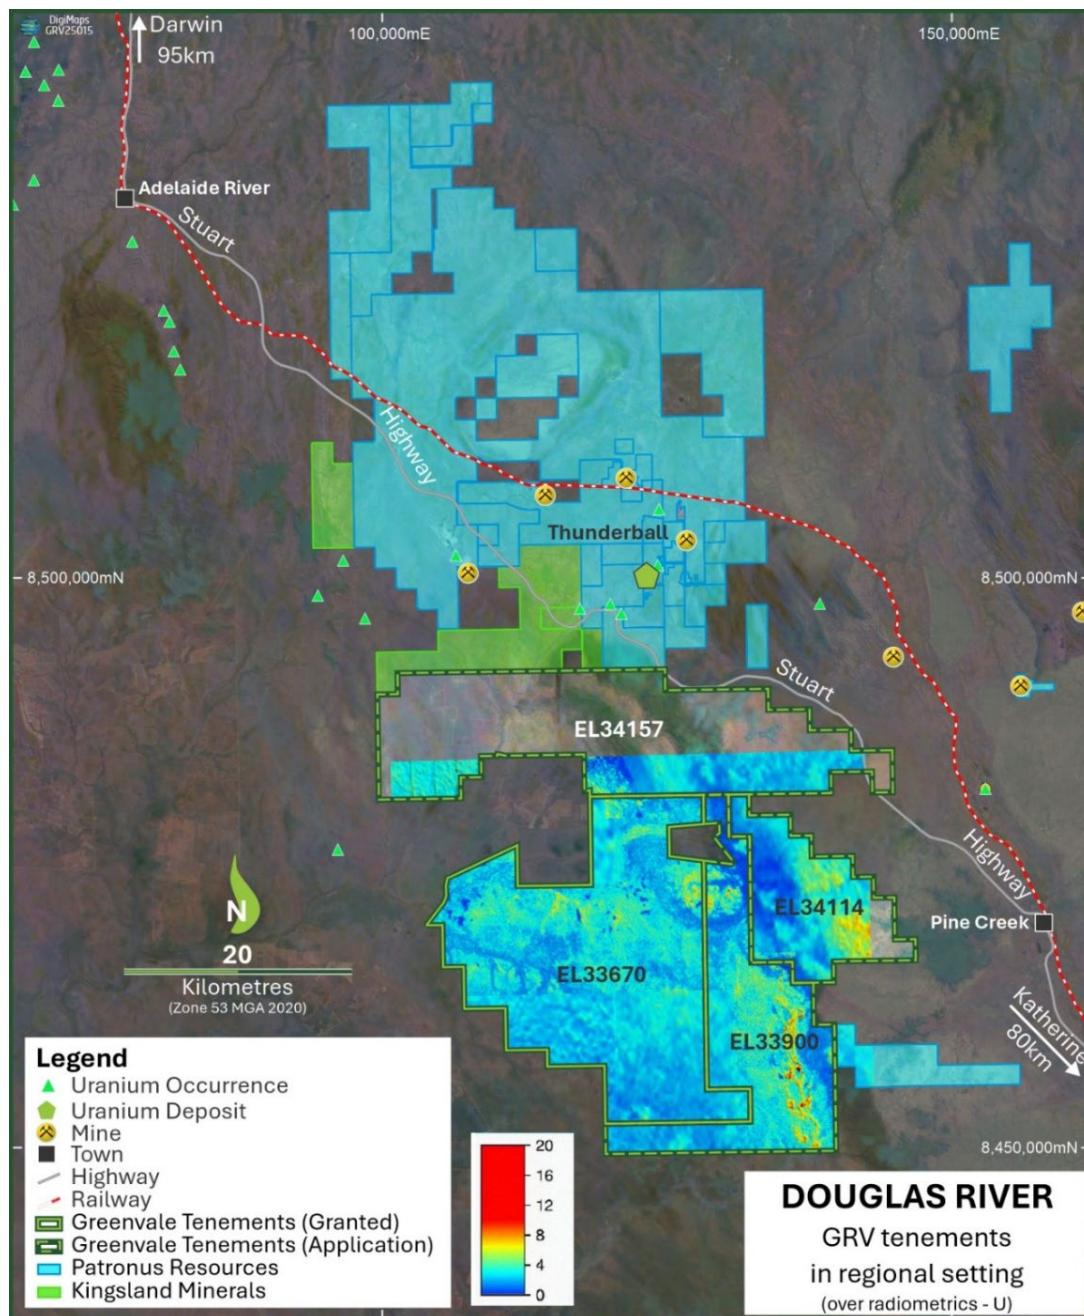 DigiMaps
GRV25015
Darwin
95km
100,000mE
150,000mE
Adelaide River
Stuart
Highway
Thunderball
8,500,000mN
8,500,000mN
Stuart
EL34157
Highway
EL34114
Pine Creek
N
20
Kilometres
(Zone 53 MGA 2020)
EL33670
EL33900
Katherine
80km
8,450,000mN
Legend
Uranium Occurrence
Uranium Deposit
Mine
Town
Highway
Railway
Greenvale Tenements (Granted)
Greenvale Tenements (Application)
Patronus Resources
Kingsland Minerals
20
16
12
8
4
0
DOUGLAS RIVER
GRV tenements
in regional setting
(over radiometrics - U)